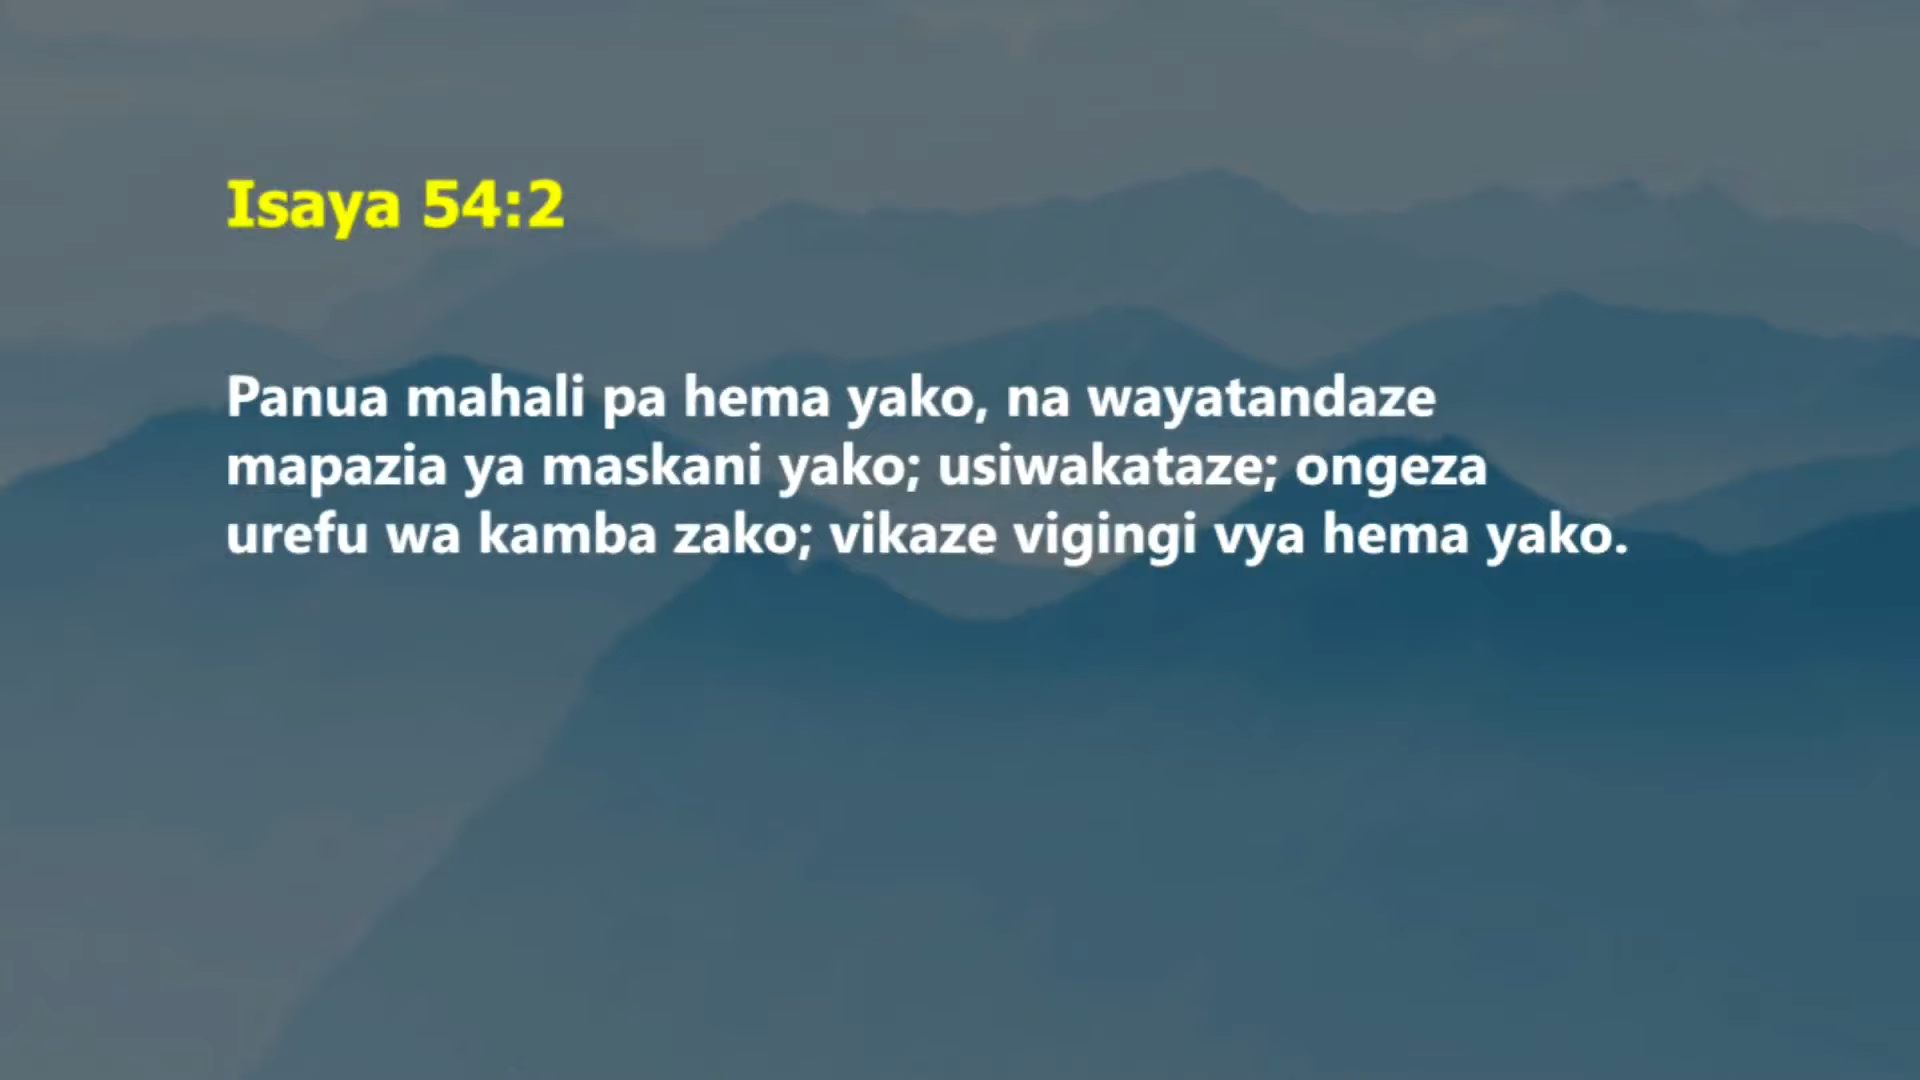 Isaya 54:2
Panua mahali pa hema yako, na wayatandaze
mapazia ya maskani yako; usiwakataze; ongeza
urefu wa kamba zako; vikaze vigingi vya hema yako.